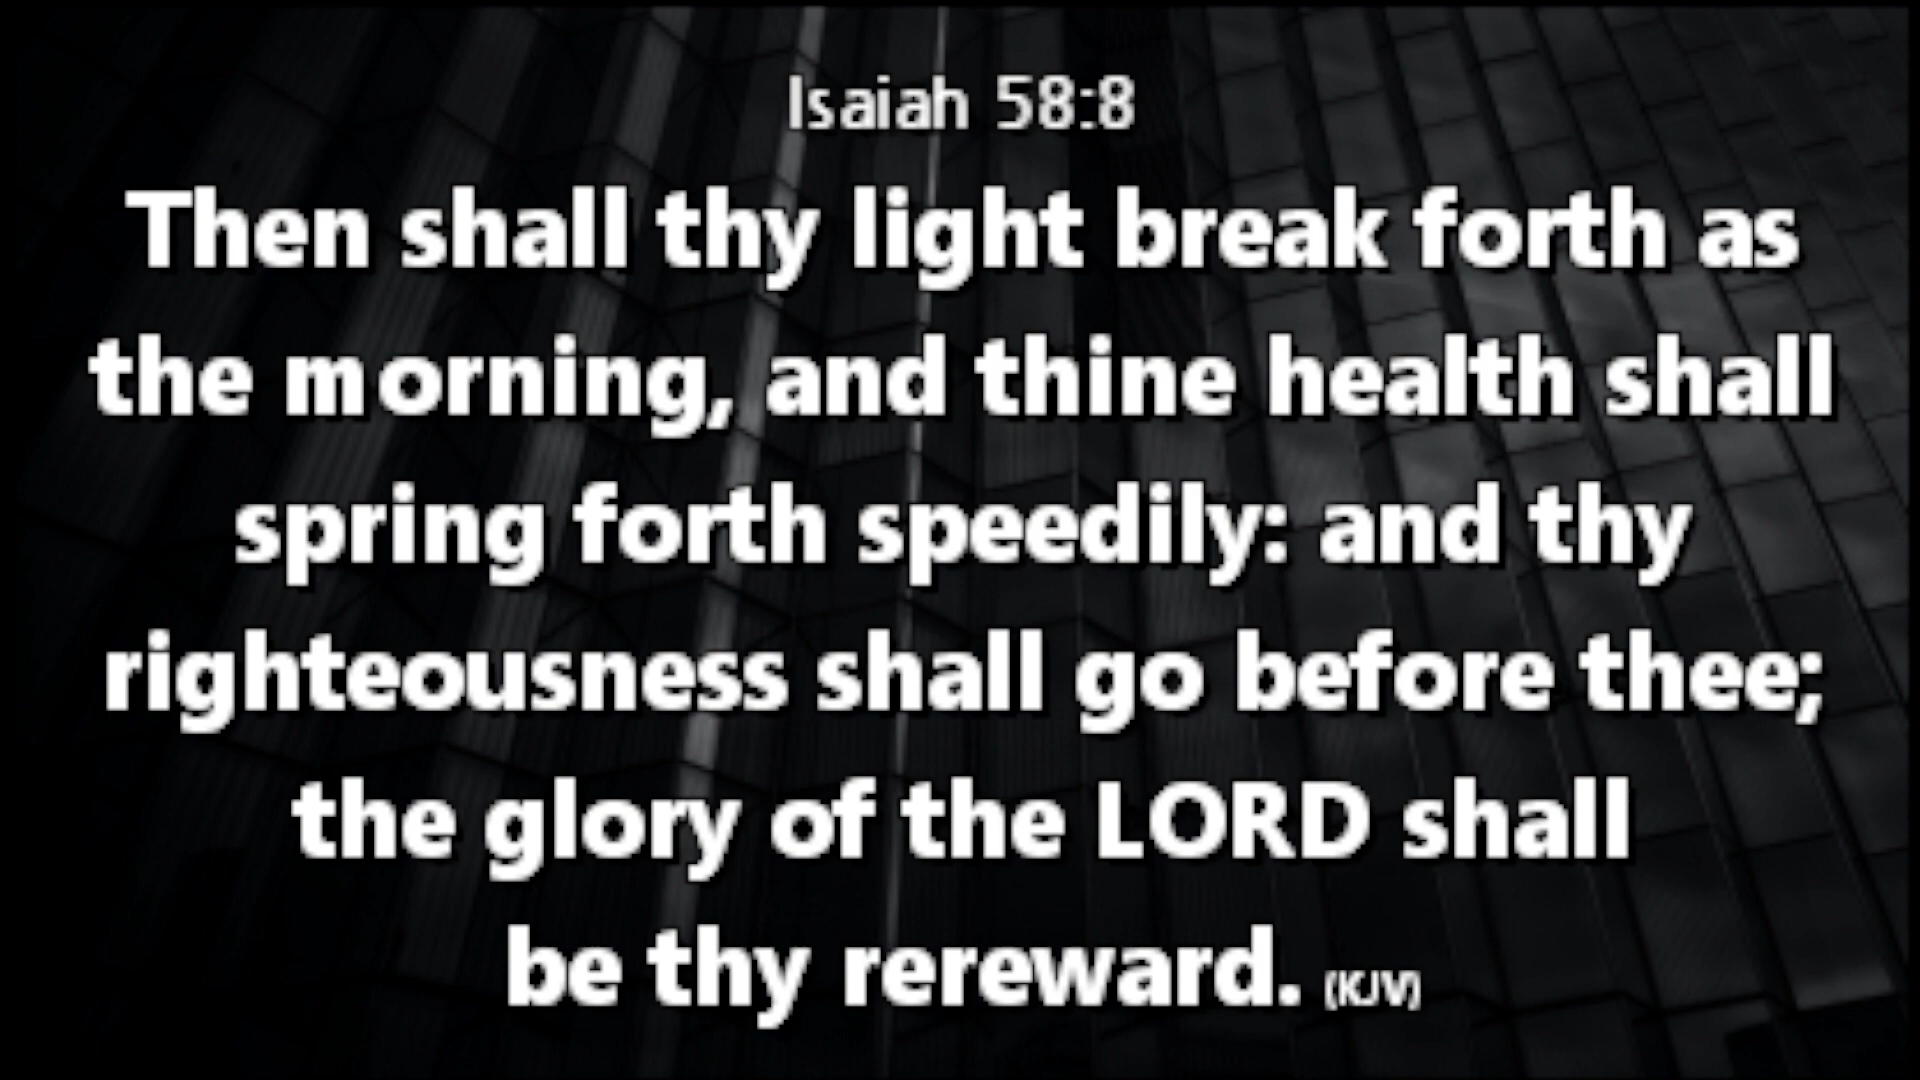 Isaiah 58:8
Then shall thy light break forth as
the morning, and thine health shall
spring forth speedily: and thy
righteousness shall go before thee;
the glory of the LORD shall
be thy rereward. (KJV)